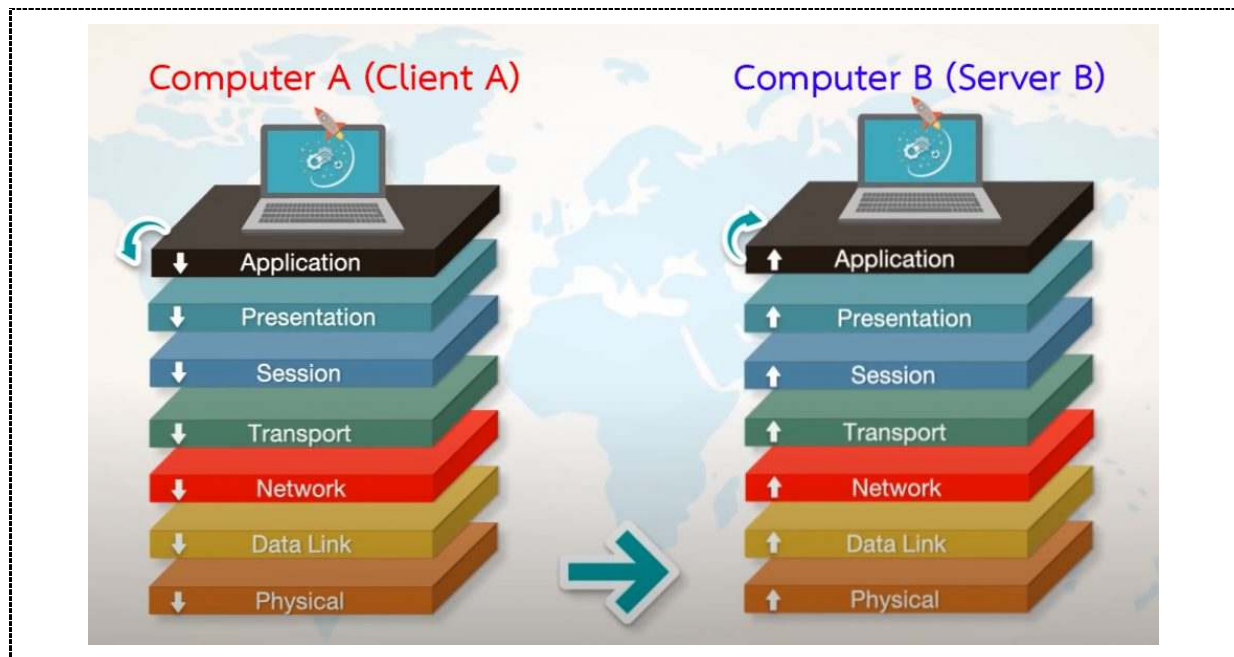 Computer A (Client A)
Computer B (Server B)
Application
Presentation
Session
Transport
Network
Data Link
Physical
Application
Presentation
Session
Transport
Network
Data Link
Physical